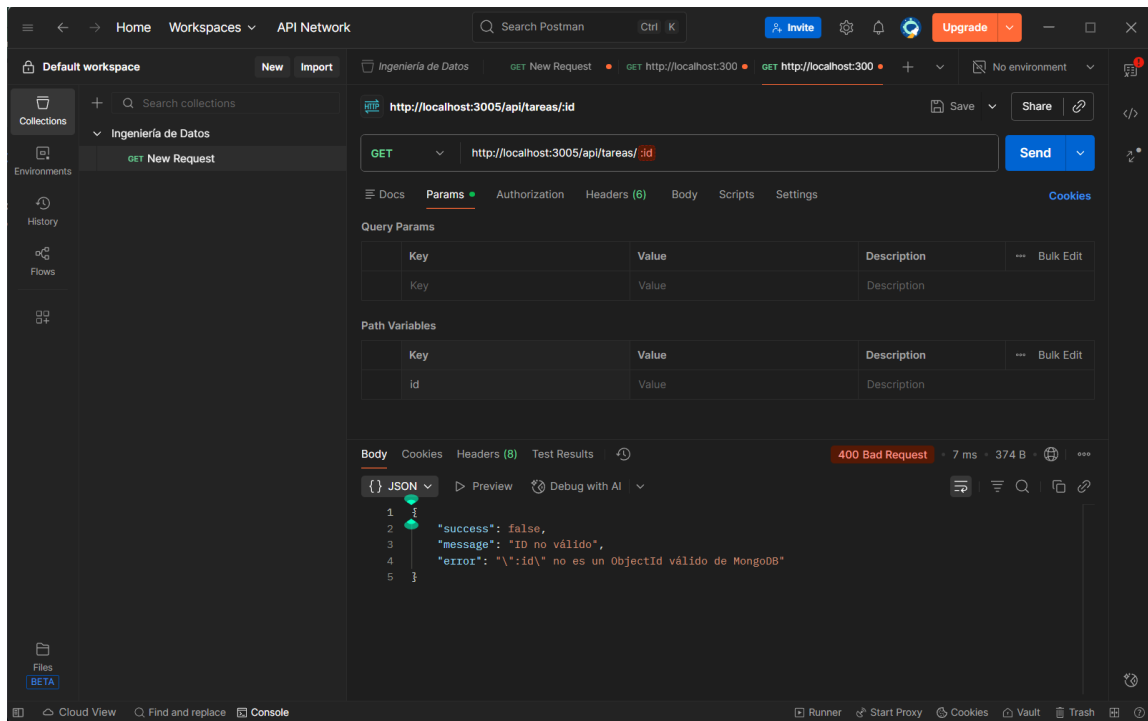 Home Workspaces API Network Search Postman Ctrl K Invite Upgrade
Default workspace New Import Ingeniería de Datos GET New Request GET http://localhost:300 GET http://localhost:300 No environment
Collections Search collections http://localhost:3005/api/tareas/:id Save Share
Ingeniería de Datos
GET New Request GET http://localhost:3005/api/tareas/:id Send
Environments
Docs Params Authorization Headers (6) Body Scripts Settings Cookies
History
Query Params
Flows
Key Value Description Bulk Edit
Key Value Description
Path Variables
Key Value Description Bulk Edit
id Value Description
Body Cookies Headers (8) Test Results 400 Bad Request 7 ms 374 B
{} JSON Preview Debug with AI
1 {
2 "success": false,
3 "message": "ID no válido",
4 "error": "\":id\" no es un ObjectId válido de MongoDB"
5 }
Files
BETA
Cloud View Find and replace Console Runner Start Proxy Cookies Vault Trash